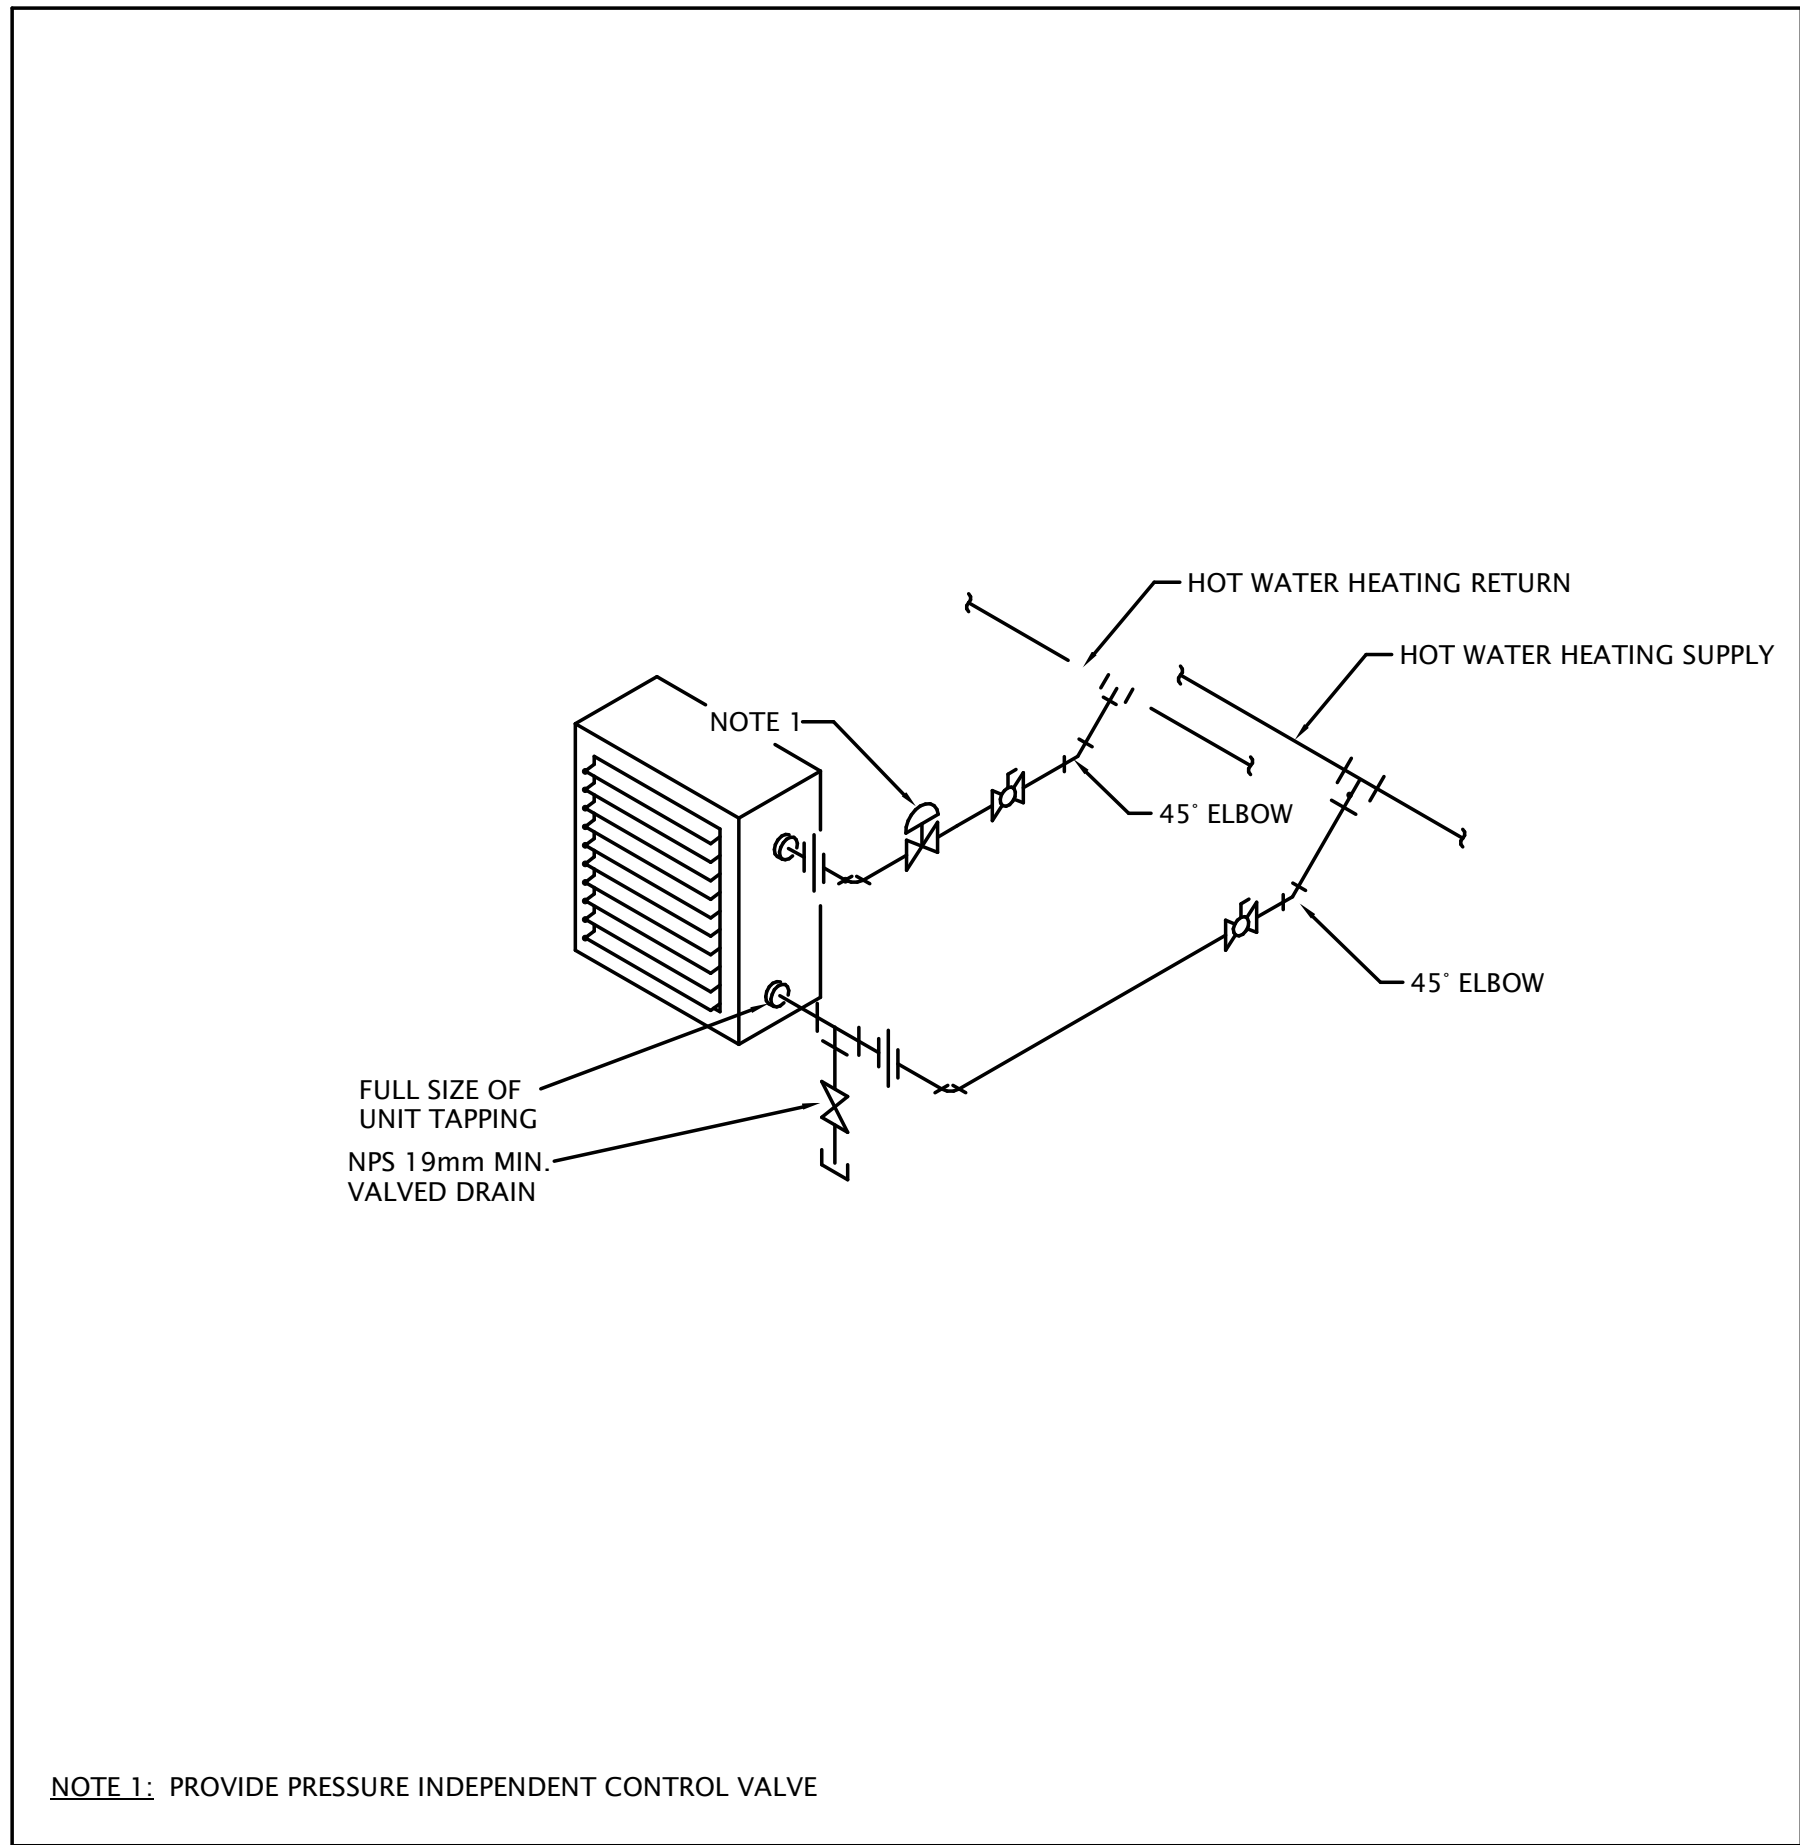 HOT WATER HEATING RETURN
HOT WATER HEATING SUPPLY
NOTE 1
45° ELBOW
45° ELBOW
FULL SIZE OF
UNIT TAPPING
NPS 19mm MIN.
VALVED DRAIN
NOTE 1: PROVIDE PRESSURE INDEPENDENT CONTROL VALVE